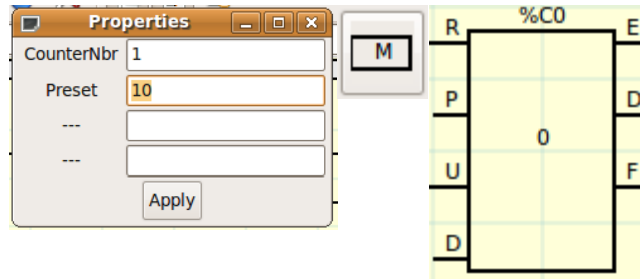 Properties
CounterNbr 1
Preset 10
---
---
Apply
M
%C0
R E
P D
0
U F
D